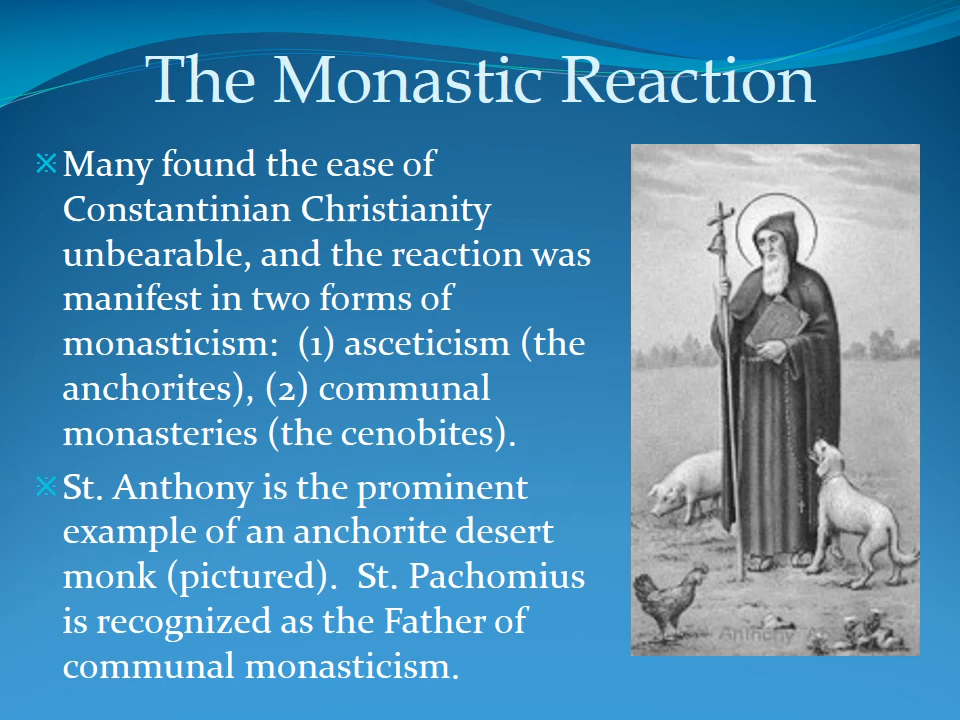 The Monastic Reaction
Many found the ease of
Constantinian Christianity
unbearable, and the reaction was
manifest in two forms of
monasticism:  (1) asceticism (the
anchorites), (2) communal
monasteries (the cenobites).
St. Anthony is the prominent
example of an anchorite desert
monk (pictured).  St. Pachomius
is recognized as the Father of
communal monasticism.
Anthony